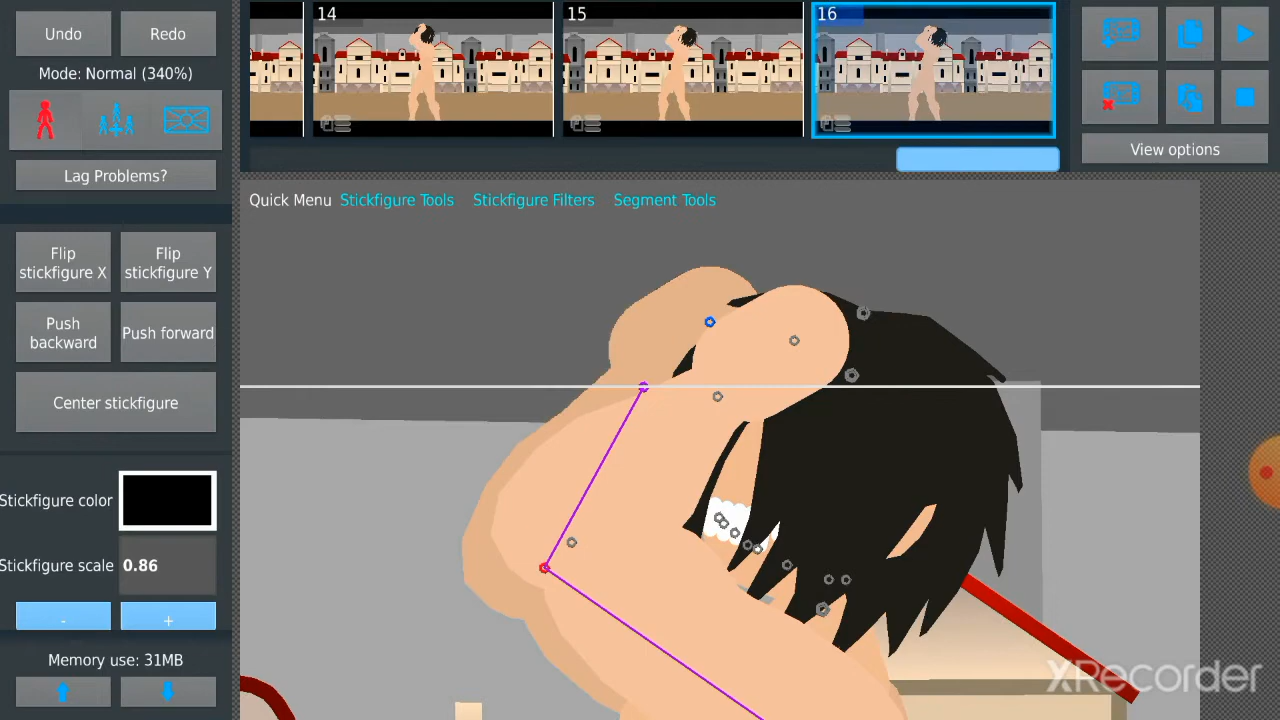 Undo
Redo
Mode: Normal (340%)
Lag Problems?
Flip stickfigure X
Flip stickfigure Y
Push backward
Push forward
Center stickfigure
Stickfigure color
Stickfigure scale
0.86
-
+
Memory use: 31MB
14
15
16
View options
Quick Menu
Stickfigure Tools
Stickfigure Filters
Segment Tools
XRecorder